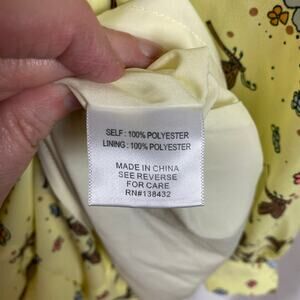 SELF : 100% POLYESTER
LINING : 100% POLYESTER
MADE IN CHINA
SEE REVERSE
FOR CARE
RN#138432